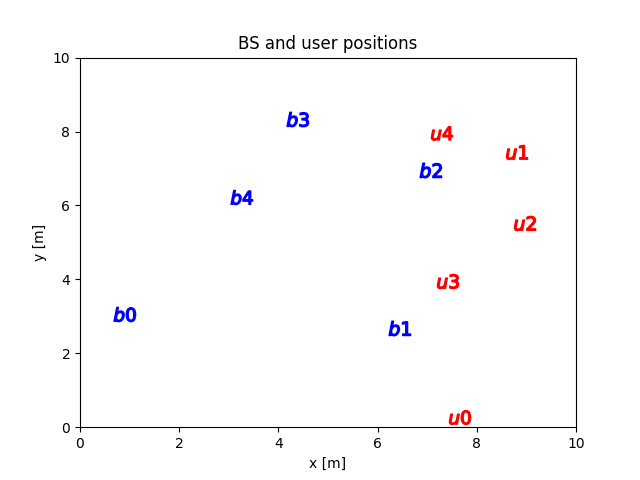 BS and user positions
10
8
6
4
2
0
y [m]
b3
u4
u1
b2
b4
u2
u3
b0
b1
u0
0 2 4 6 8 10
x [m]